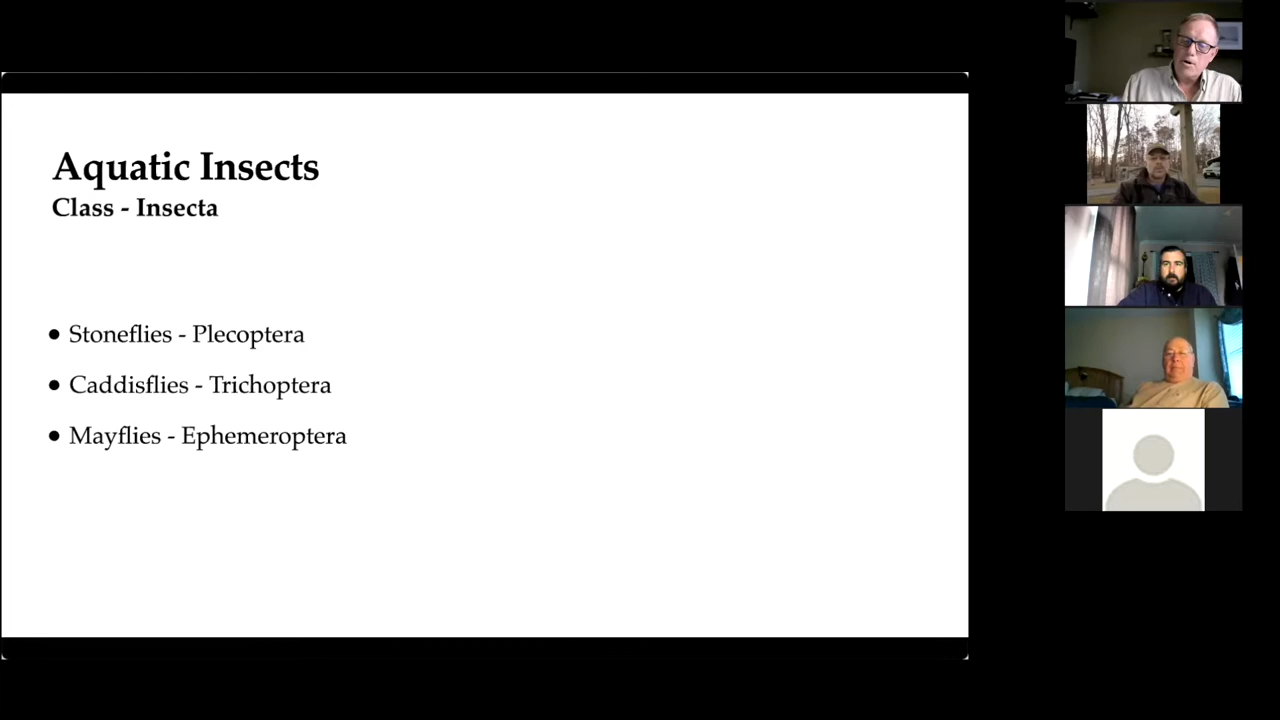 Aquatic Insects
Class - Insecta
• Stoneflies - Plecoptera
• Caddisflies - Trichoptera
• Mayflies - Ephemeroptera